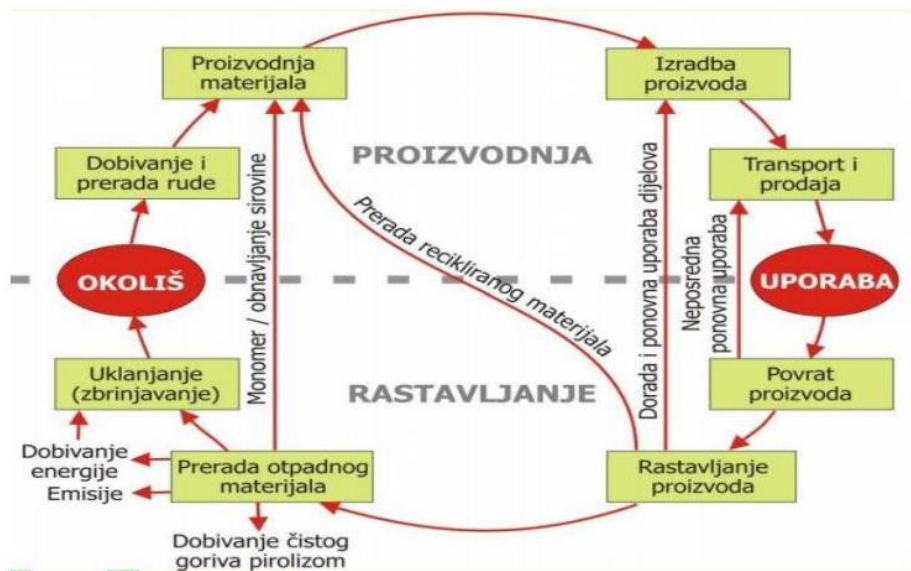 Proizvodnja
materijala
Izradba
proizvoda
Dobivanje i
prerada rude
PROIZVODNJA
Transport i
prodaja
Monomer / obnavljanje sirovine
Prerada recikliranog materijala
Dorada i ponovna uporaba dijelova
Neposredna
ponovna uporaba
OKOLIŠ
UPORABA
Uklanjanje
(zbrinjavanje)
RASTAVLJANJE
Povrat
proizvoda
Dobivanje
energije
Emisije
Prerada otpadnog
materijala
Rastavljanje
proizvoda
Dobivanje čistog
goriva pirolizom